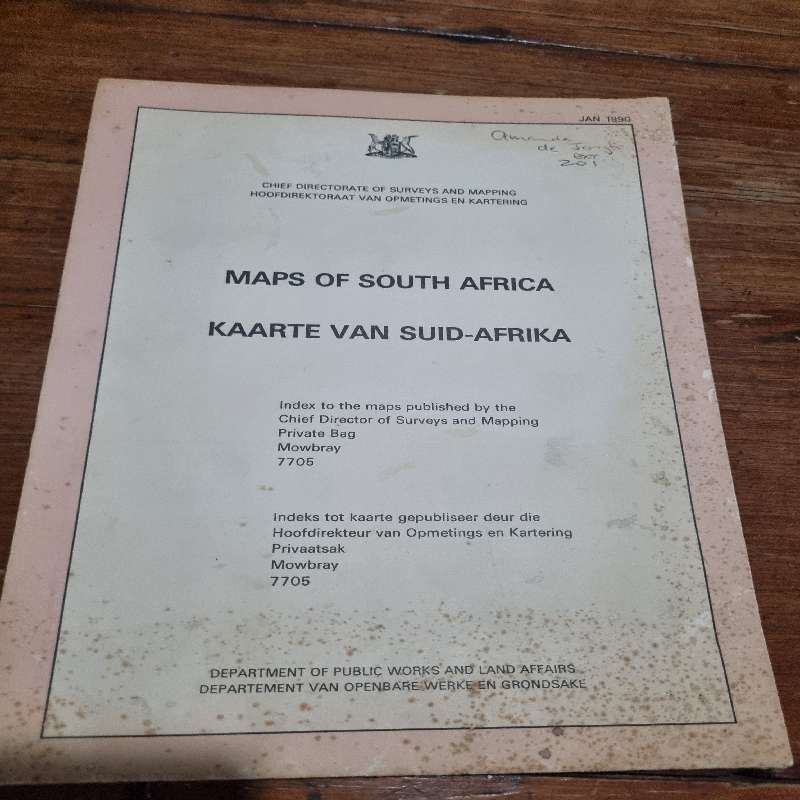 JAN 1990
Amanda
de
201
CHIEF DIRECTORATE OF SURVEYS AND MAPPING
HOOFDIREKTORAAT VAN OPMETINGS EN KARTERING
MAPS OF SOUTH AFRICA
KAARTE VAN SUID-AFRIKA
Index to the maps published by the
Chief Director of Surveys and Mapping
Private Bag
Mowbray
7705
Indeks tot kaarte gepubliseer deur die
Hoofdirekteur van Opmetings en Kartering
Privaatsak
Mowbray
7705
DEPARTMENT OF PUBLIC WORKS AND LAND AFFAIRS
DEPARTEMENT VAN OPENBARE WERKE EN GRONDSAKE